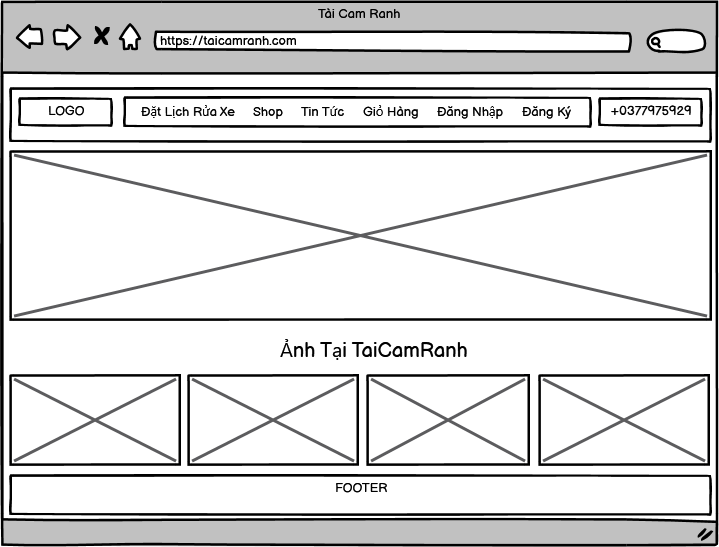 Tài Cam Ranh
https://taicamranh.com
LOGO
Đặt Lịch Rửa Xe Shop Tin Tức Giỏ Hàng Đăng Nhập Đăng Ký
+0377975929
Ảnh Tại TaiCamRanh
FOOTER